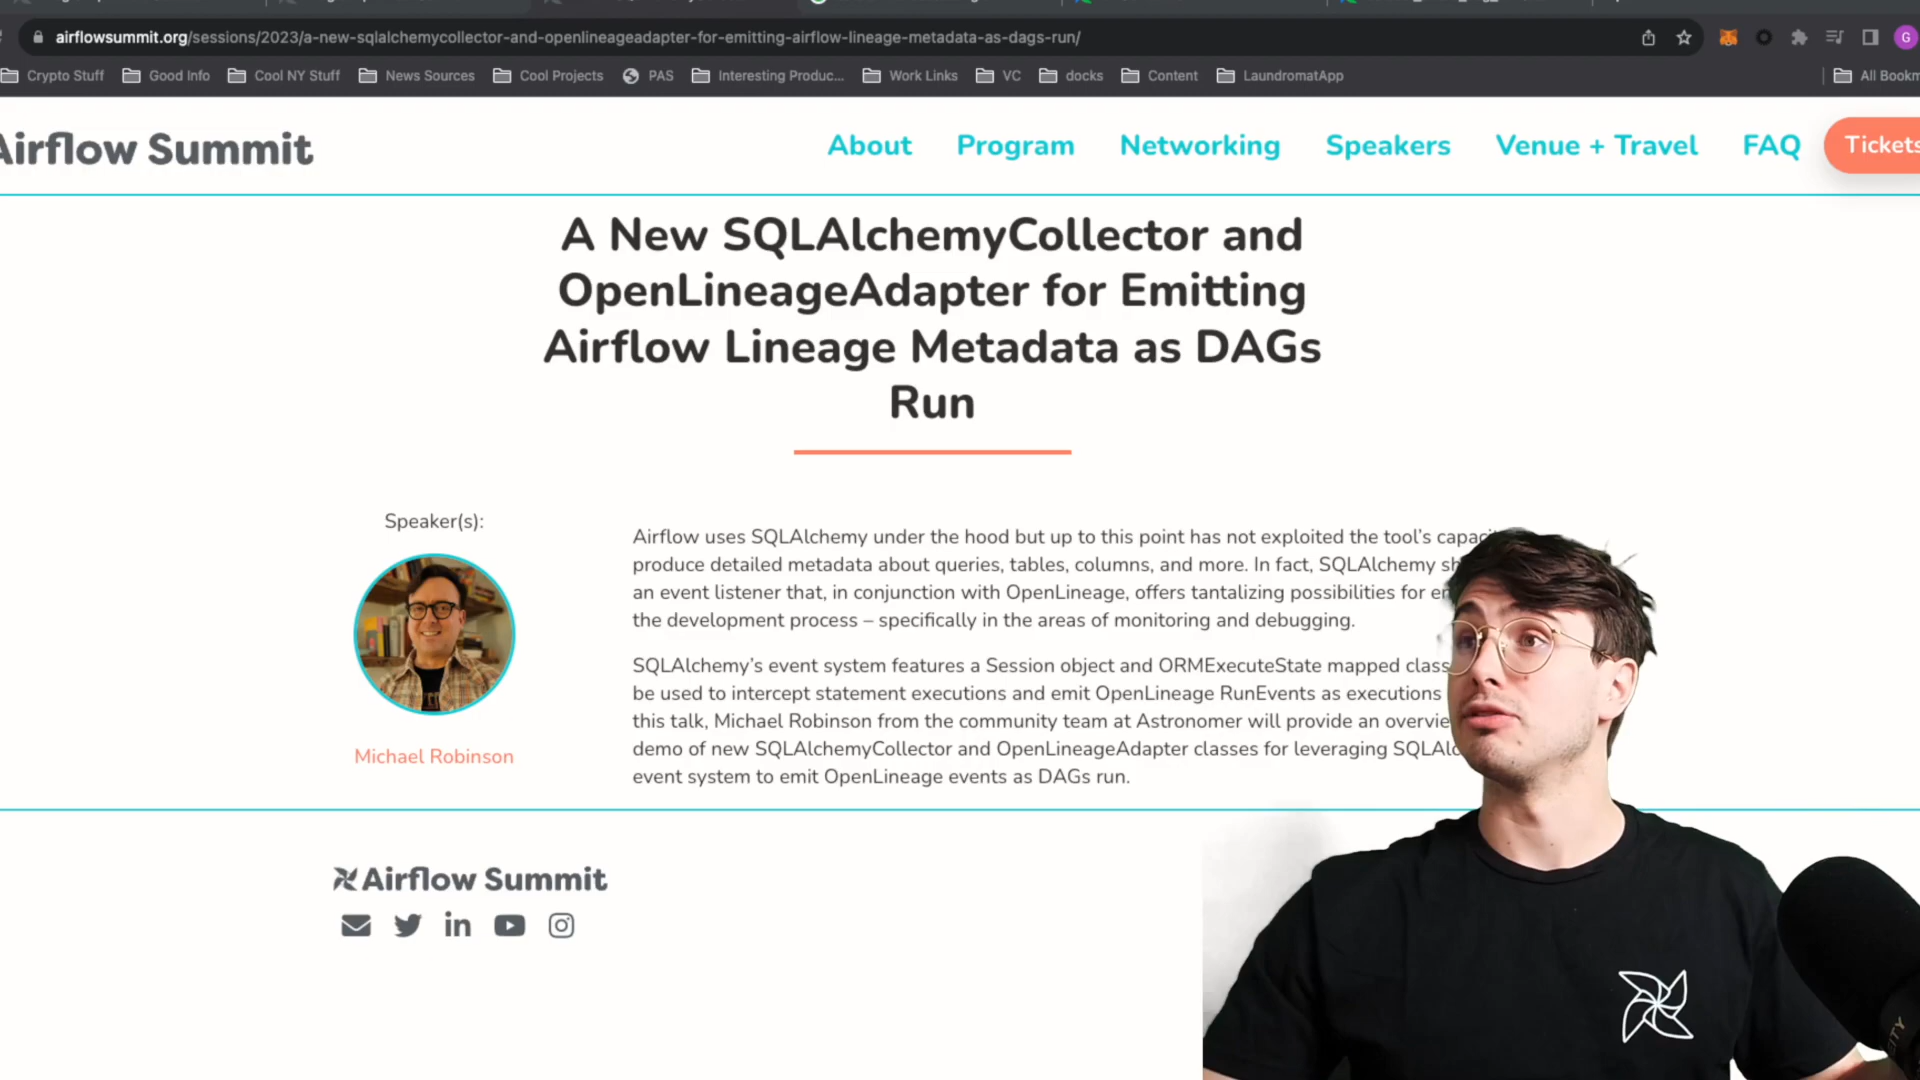 airflowsummit.org/sessions/2023/a-new-sqlalchemycollector-and-openlineageadapter-for-emitting-airflow-lineage-metadata-as-dags-run/
G
Crypto Stuff Good Info Cool NY Stuff News Sources Cool Projects PAS Interesting Produc... Work Links VC docks Content LaundromatApp All Bookm
Airflow Summit About Program Networking Speakers Venue + Travel FAQ Tickets
A New SQLAlchemyCollector and
OpenLineageAdapter for Emitting
Airflow Lineage Metadata as DAGs
Run
Speaker(s):
Michael Robinson
Airflow uses SQLAlchemy under the hood but up to this point has not exploited the tool's
produce detailed metadata about queries, tables, columns, and more. In fact, SQLAlchemy
an event listener that, in conjunction with OpenLineage, offers tantalizing possibilities for
the development process – specifically in the areas of monitoring and debugging.
SQLAlchemy's event system features a Session object and ORMExecuteState mapped
be used to intercept statement executions and emit OpenLineage RunEvents as executions
this talk, Michael Robinson from the community team at Astronomer will provide an
demo of new SQLAlchemyCollector and OpenLineageAdapter classes for leveraging
event system to emit OpenLineage events as DAGs run.
Airflow Summit